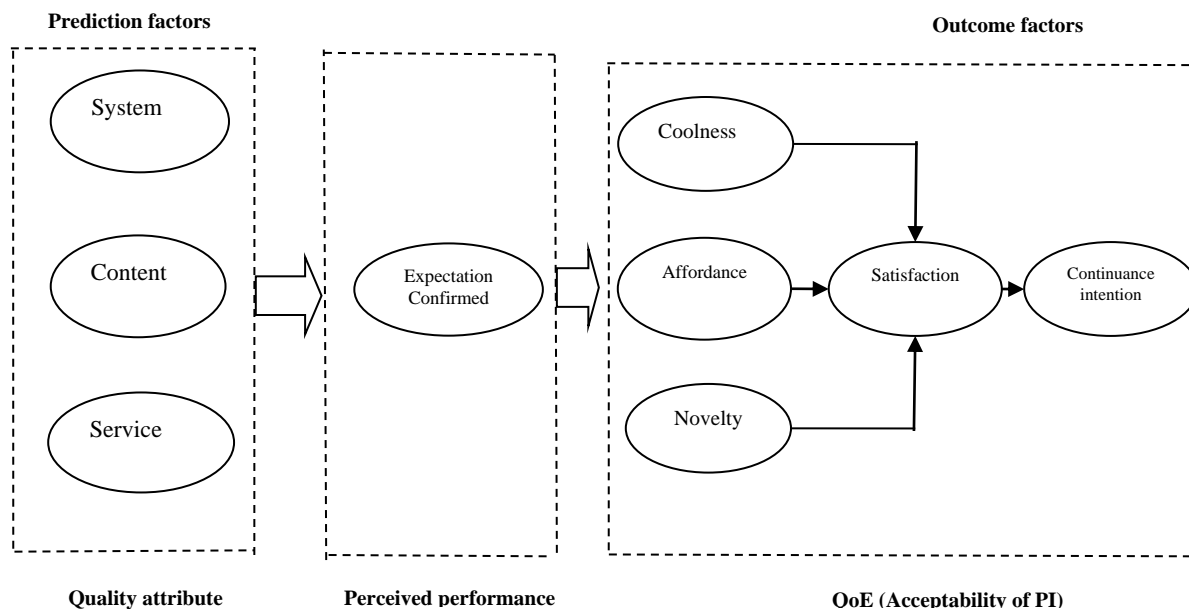 Prediction factors
Outcome factors
System
Content
Service
Expectation
Confirmed
Coolness
Affordance
Novelty
Satisfaction
Continuance
intention
Quality attribute
Perceived performance
QoE (Acceptability of PI)